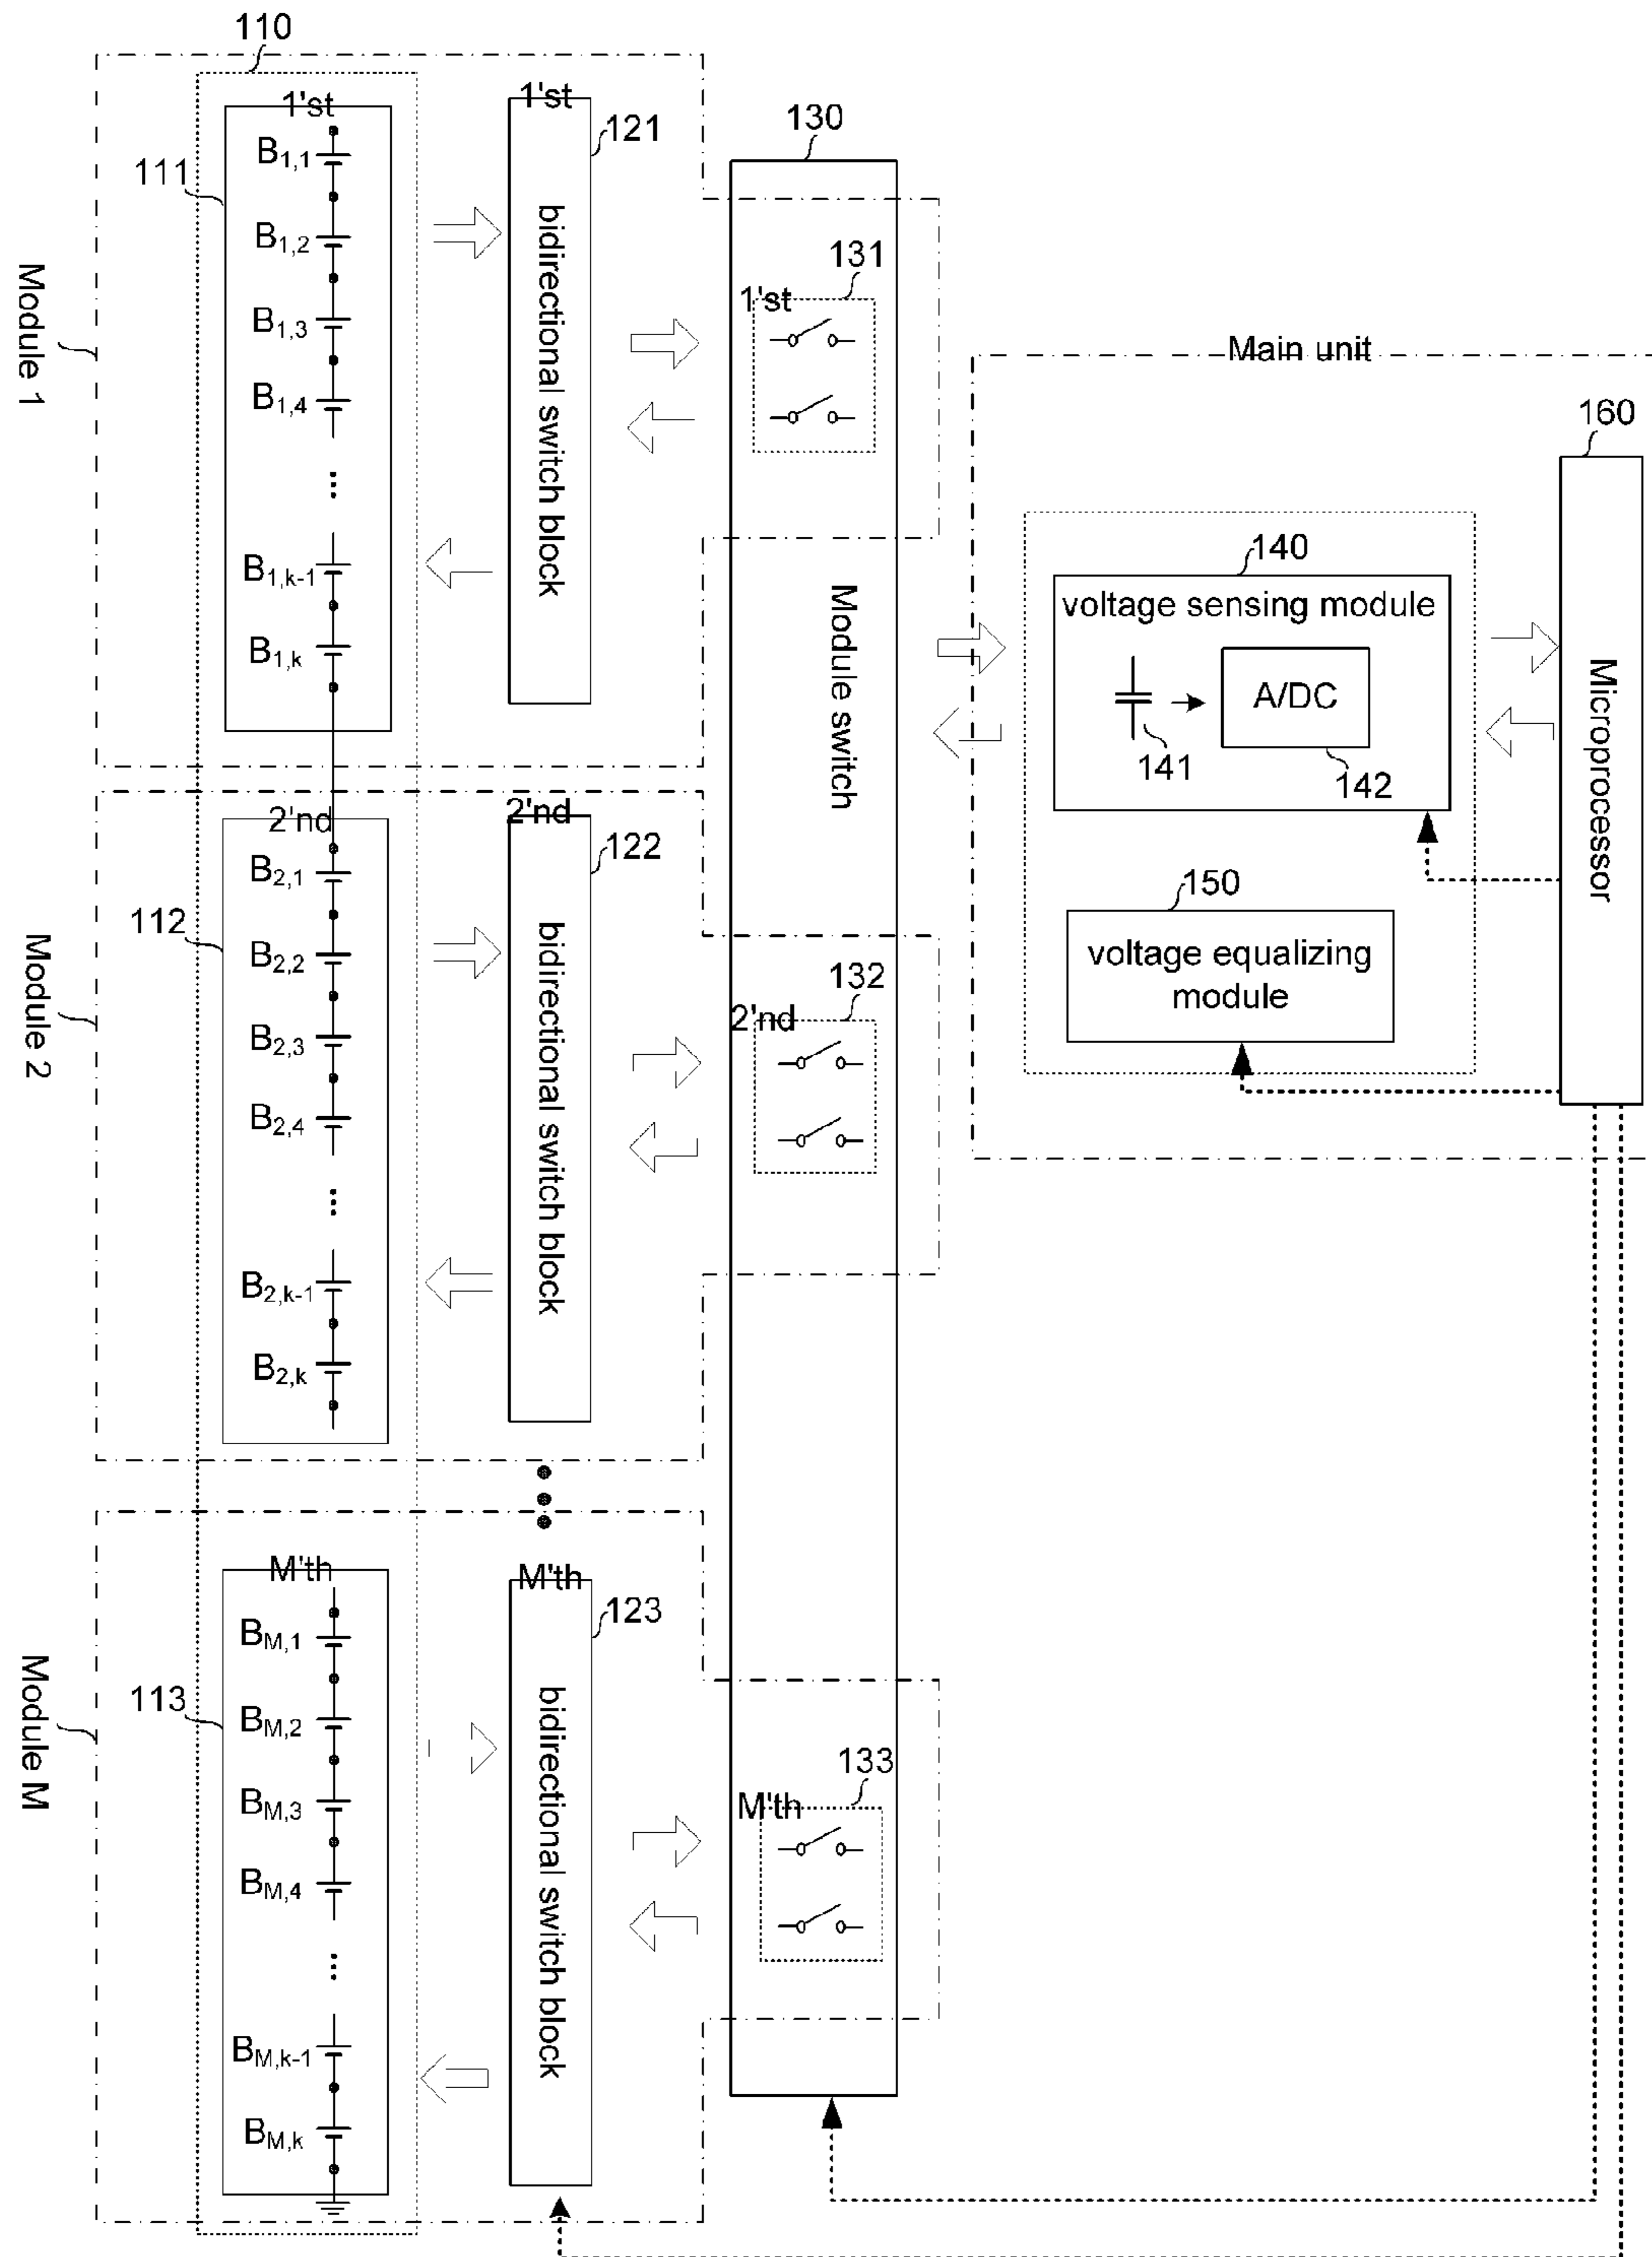 110
1'st
B1,1
B1,2
B1,3
B1,4
...
B1,k-1
B1,k
111
1'st
121
bidirectional switch block
Module 1
130
131
1'st
Module switch
Main unit
160
Microprocessor
140
voltage sensing module
A/DC
141
142
150
voltage equalizing
module
2'nd
B2,1
B2,2
B2,3
B2,4
...
B2,k-1
B2,k
112
2'nd
122
bidirectional switch block
Module 2
132
2'nd
M'th
BM,1
BM,2
BM,3
BM,4
...
BM,k-1
BM,k
113
M'th
123
bidirectional switch block
Module M
133
M'th